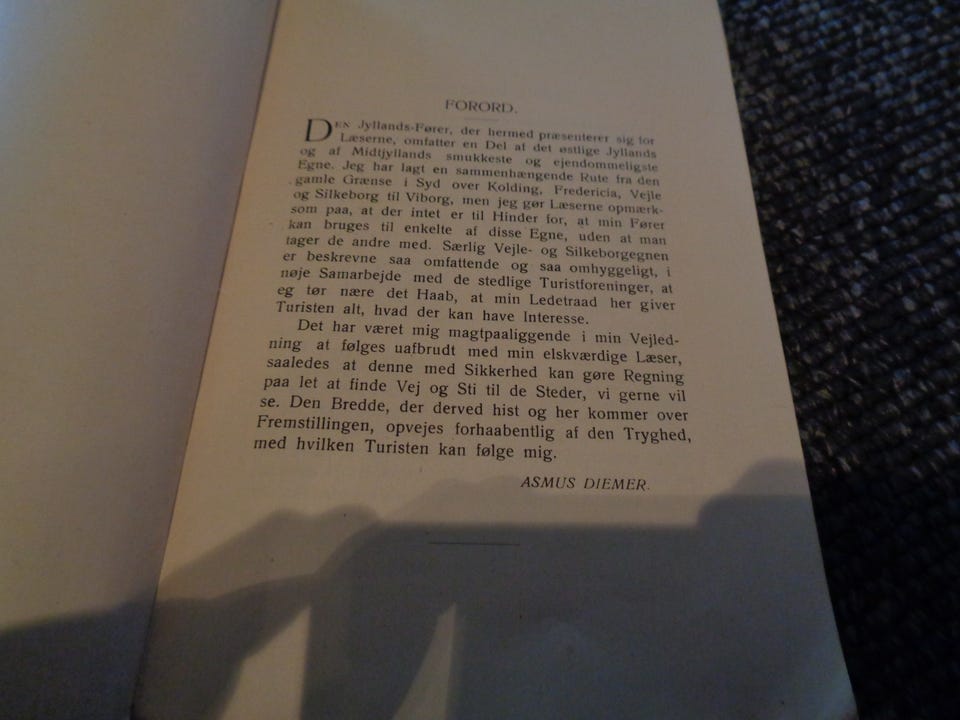 FORORD.
DEN Jyllands-Fører, der hermed præsenterer sig for
Læserne, omfatter en Del af det østlige Jyllands
og af Midtjyllands smukkeste og ejendommeligste
Egne. Jeg har lagt en sammenhængende Rute fra den
gamle Grænse i Syd over Kolding, Fredericia, Vejle
og Silkeborg til Viborg, men jeg gør Læserne opmærk-
som paa, at der intet er til Hinder for, at min Fører
kan bruges til enkelte af disse Egne, uden at man
tager de andre med. Særlig Vejle- og Silkeborgegnen
er beskrevne saa omfattende og saa omhyggeligt, i
nøje Samarbejde med de stedlige Turistforeninger, at
eg tør nære det Haab, at min Ledetraad her giver
Turisten alt, hvad der kan have Interesse.
Det har været mig magtpaaliggende i min Vejled-
ning at følges uafbrudt med min elskværdige Læser,
saaledes at denne med Sikkerhed kan gøre Regning
paa let at finde Vej og Sti til de Steder, vi gerne vil
se. Den Bredde, der derved hist og her kommer over
Fremstillingen, opvejes forhaabentlig af den Tryghed,
med hvilken Turisten kan følge mig.
ASMUS DIEMER.